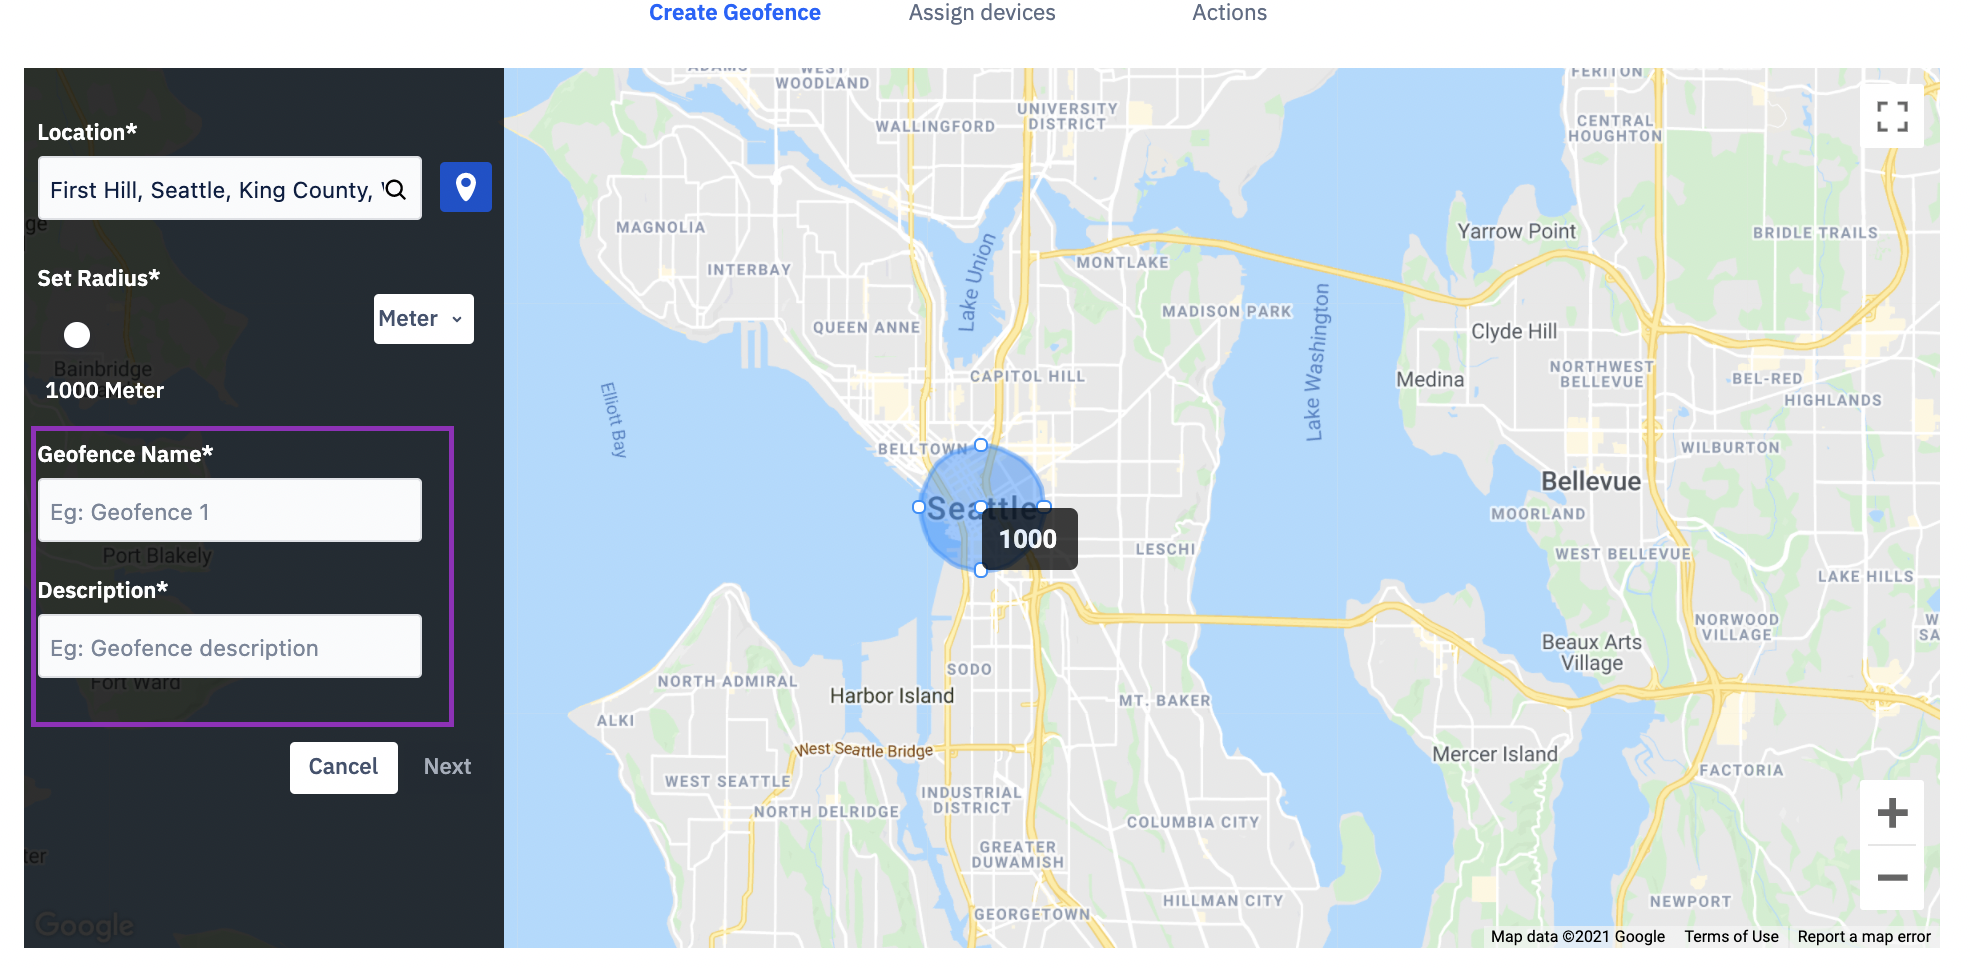 Create Geofence
Assign devices
Actions
Location*
First Hill, Seattle, King County,
Set Radius*
Meter
Bainbridge
1000 Meter
Geofence Name*
Eg: Geofence 1
Port Blakely
Description*
Eg: Geofence description
Fort Ward
Cancel
Next
Google
WEST
WOODLAND
WALLINGFORD
UNIVERSITY
DISTRICT
FERITON
CENTRAL
HOUGHTON
MAGNOLIA
INTERBAY
Lake Union
MONTLAKE
Yarrow Point
BRIDLE TRAILS
QUEEN ANNE
MADISON PARK
Lake Washington
Clyde Hill
CAPITOL HILL
Medina
NORTHWEST
BELLEVUE
BEL-RED
HIGHLANDS
Elliott Bay
BELLTOWN
WILBURTON
Seattle
1000
Bellevue
MOORLAND
LESCHI
WEST BELLEVUE
LAKE HILLS
NORWOOD
VILLAGE
W
SA
Beaux Arts
Village
SODO
NORTH ADMIRAL
Harbor Island
MT. BAKER
ALKI
West Seattle Bridge
Mercer Island
FACTORIA
WEST SEATTLE
INDUSTRIAL
DISTRICT
NORTH DELRIDGE
COLUMBIA CITY
GREATER
DUWAMISH
HILLMAN CITY
NEWPORT
GEORGETOWN
Map data ©2021 Google
Terms of Use
Report a map error